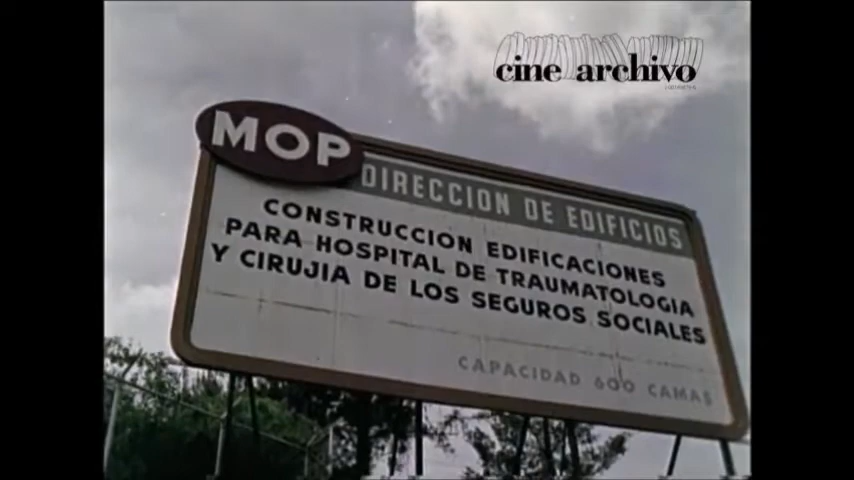 cine archivo
MOP
DIRECCION DE EDIFICIOS
CONSTRUCCION EDIFICACIONES
PARA HOSPITAL DE TRAUMATOLOGIA
Y CIRUJIA DE LOS SEGUROS SOCIALES
CAPACIDAD 600 CAMAS